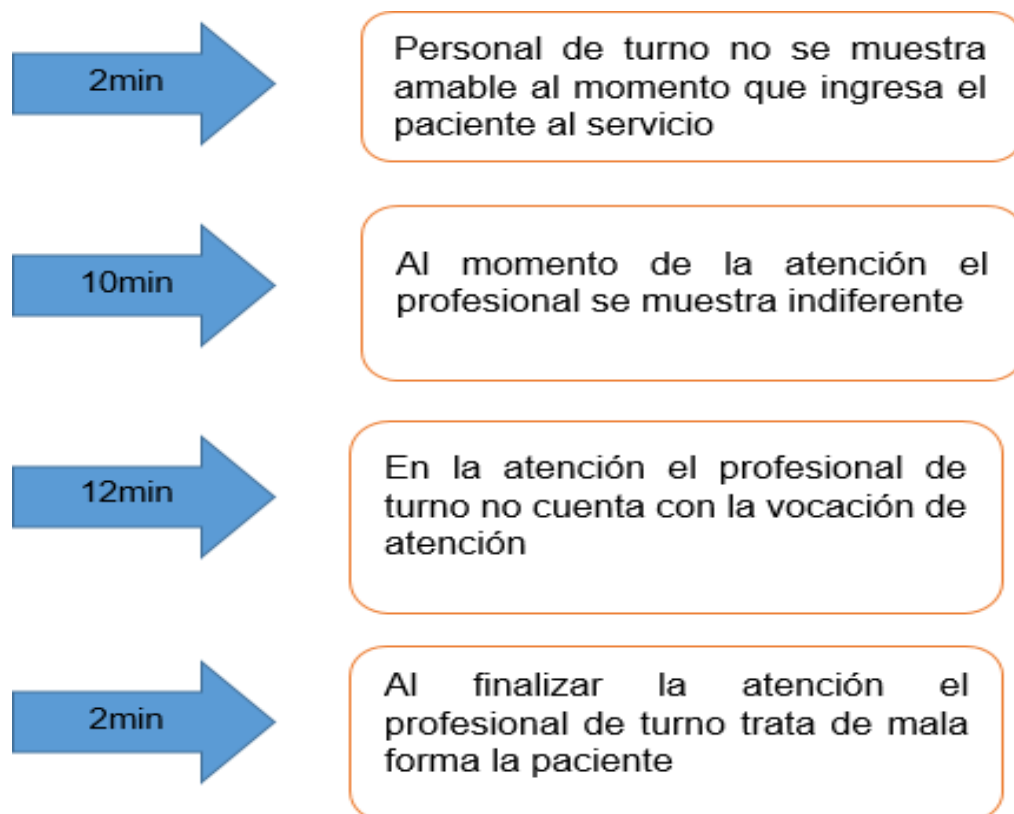 2min
Personal de turno no se muestra
amable al momento que ingresa el
paciente al servicio
10min
Al momento de la atención el
profesional se muestra indiferente
12min
En la atención el profesional de
turno no cuenta con la vocación de
atención
2min
Al finalizar la atención el
profesional de turno trata de mala
forma la paciente